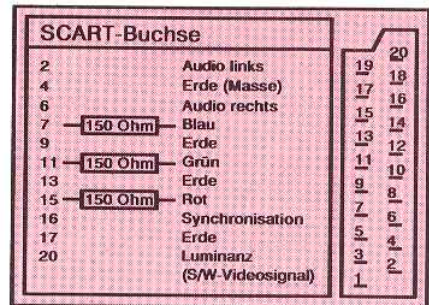 SCART-Buchse
2 Audio links
4 Erde (Masse)
6 Audio rechts
7 150 Ohm Blau
9 Erde
11 150 Ohm Grün
13 Erde
15 150 Ohm Rot
16 Synchronisation
17 Erde
20 Luminanz
(S/W-Videosignal)
20
19
18
17
16
15
14
13
12
11
10
9
8
7
6
5
4
3
2
1